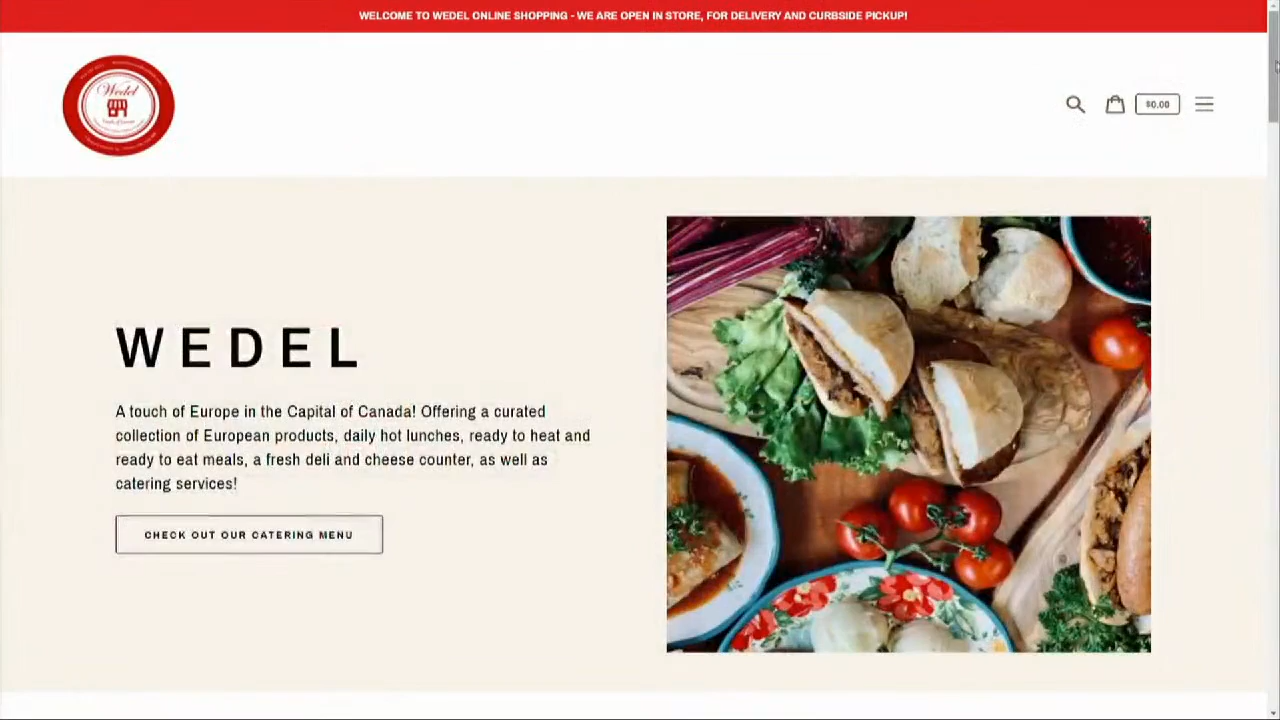 WELCOME TO WEDEL ONLINE SHOPPING - WE ARE OPEN IN STORE, FOR DELIVERY AND CURBSIDE PICKUP!
Wedel
$0.00
WEDEL
A touch of Europe in the Capital of Canada! Offering a curated
collection of European products, daily hot lunches, ready to heat and
ready to eat meals, a fresh deli and cheese counter, as well as
catering services!
CHECK OUT OUR CATERING MENU